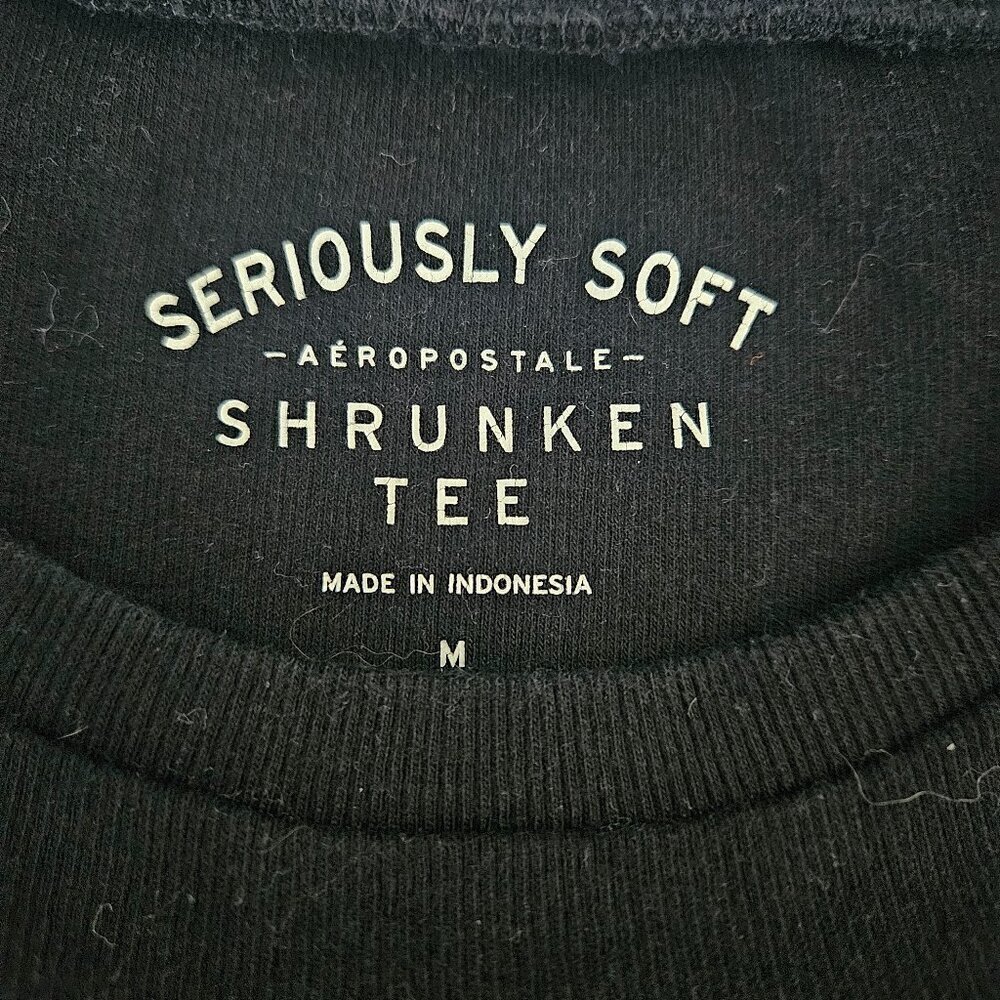 SERIOUSLY SOFT
-AÉROPOSTALE-
SHRUNKEN
TEE
MADE IN INDONESIA
M